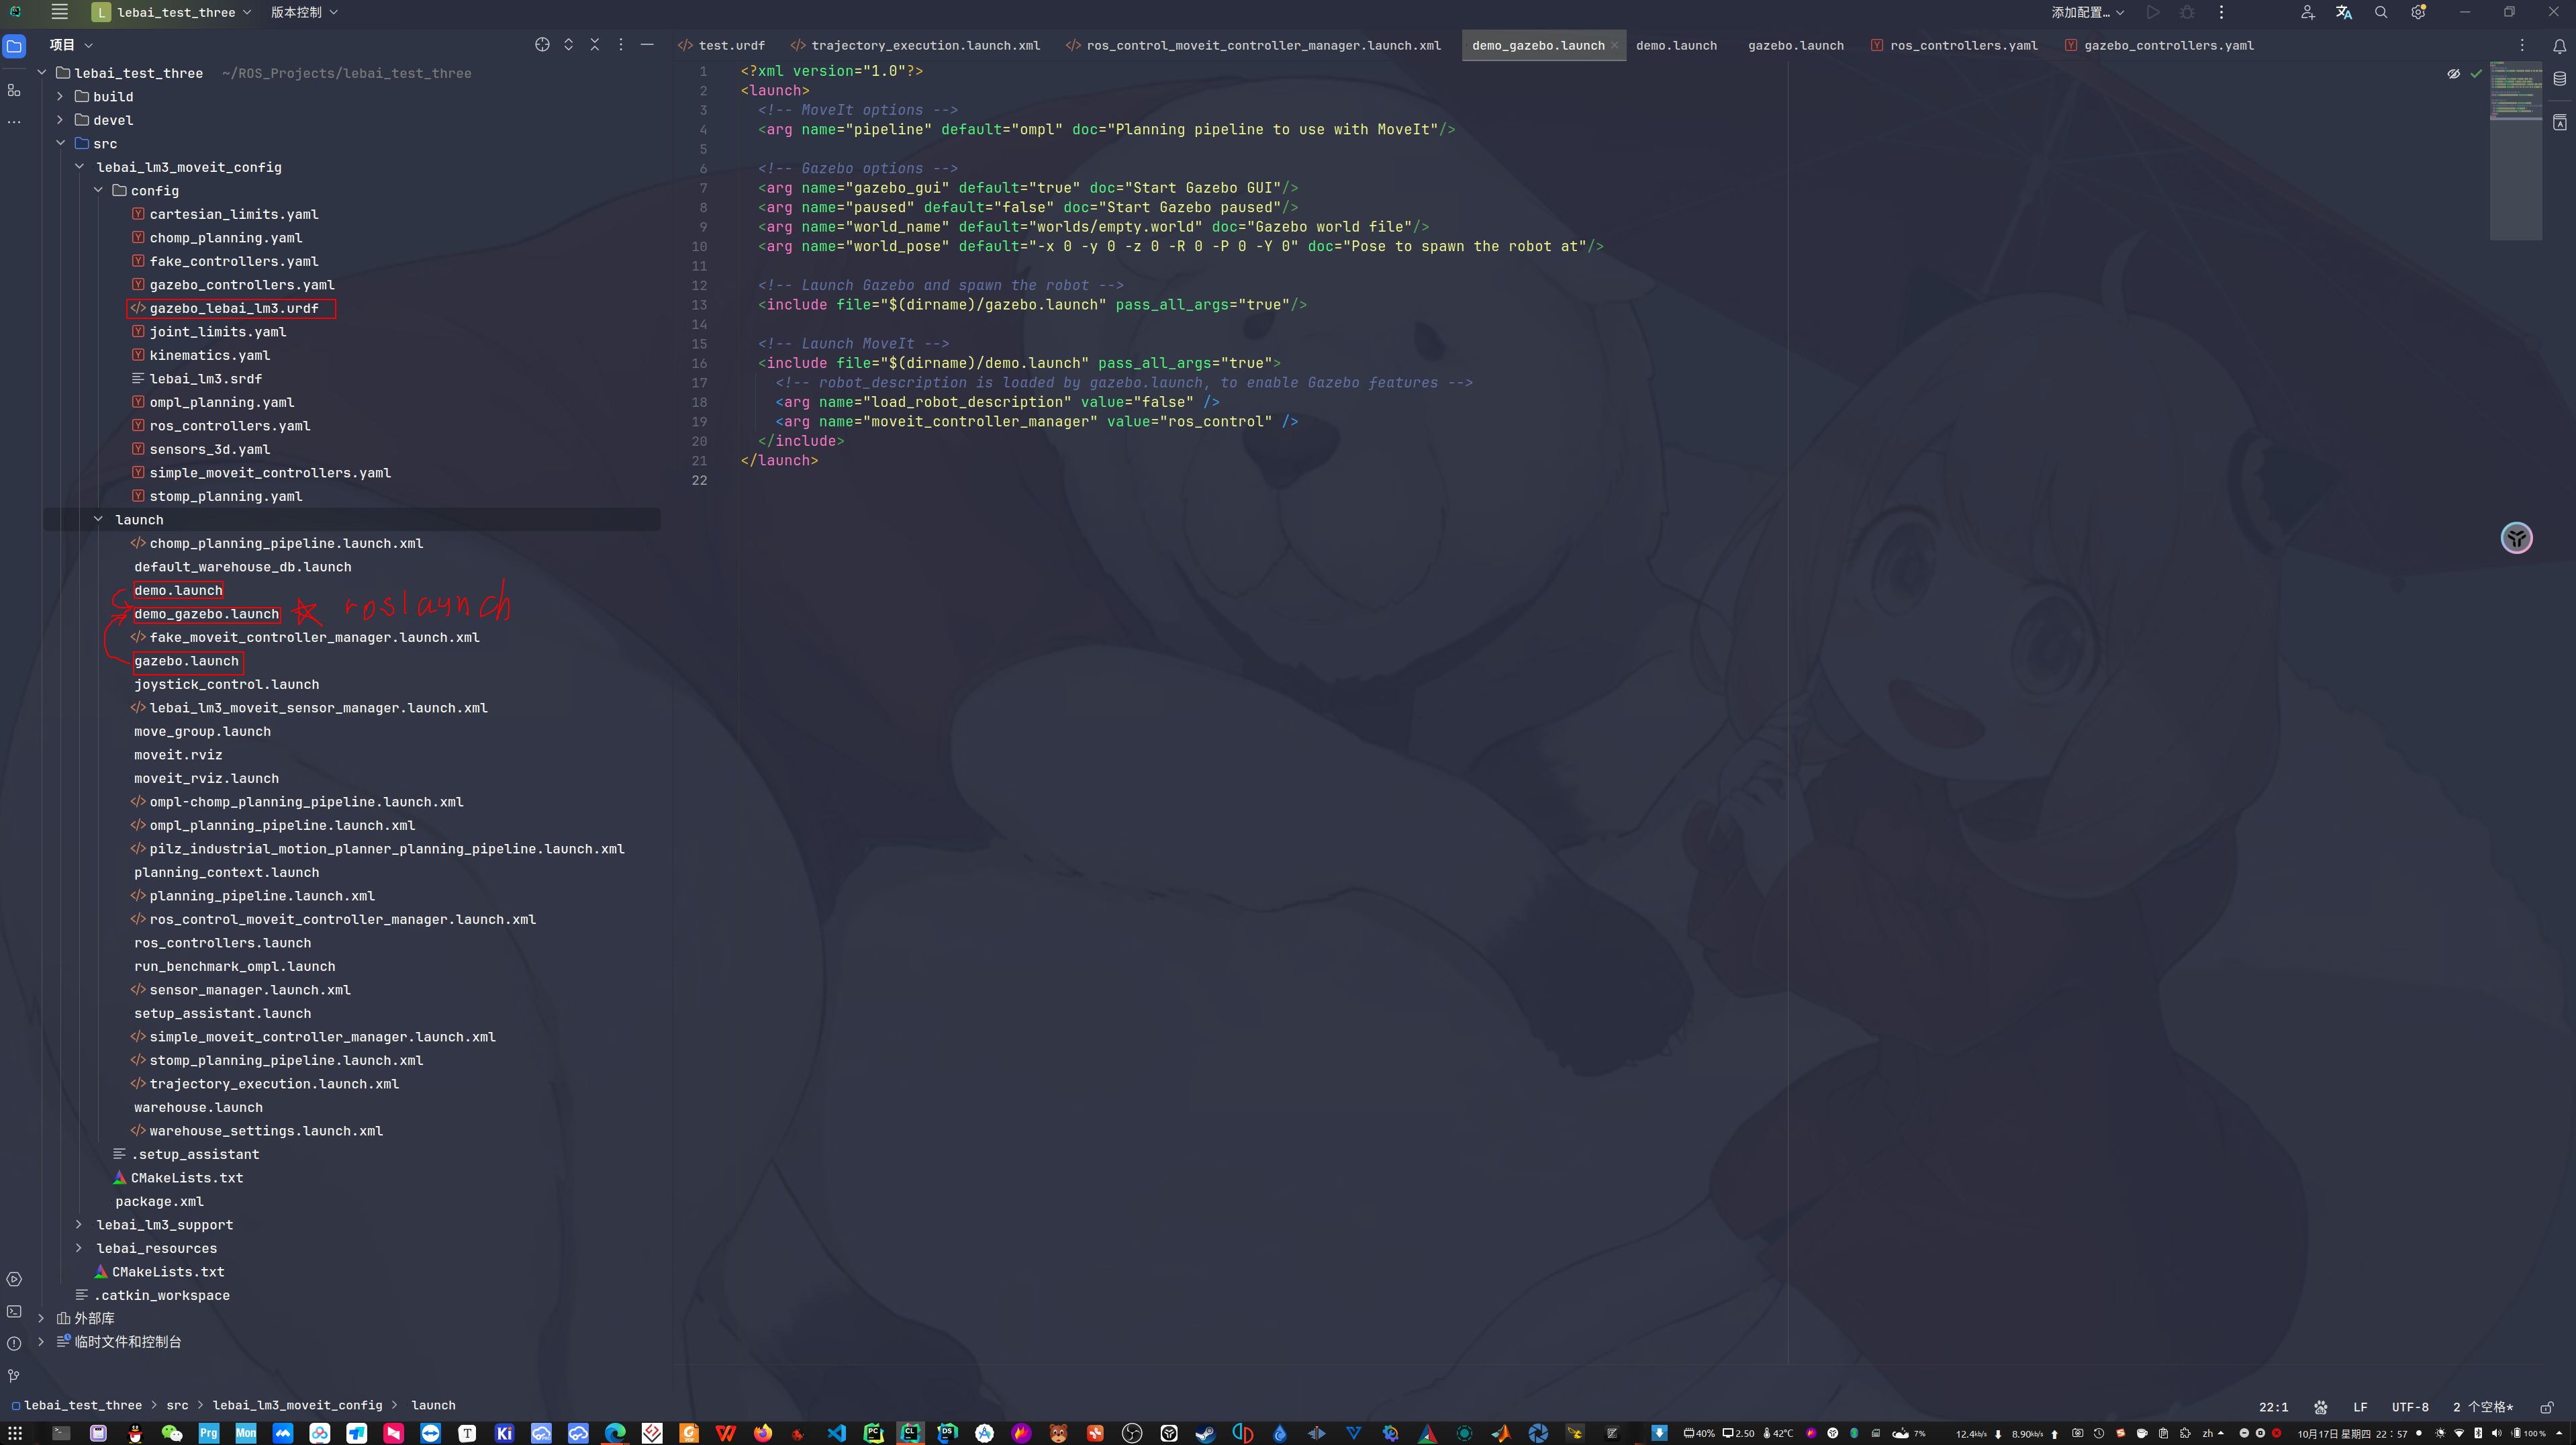 L lebai_test_three 版本控制
添加配置...
项目
lebai_test_three ~/ROS_Projects/lebai_test_three
build
devel
src
lebai_lm3_moveit_config
config
cartesian_limits.yaml
chomp_planning.yaml
fake_controllers.yaml
gazebo_controllers.yaml
gazebo_lebai_lm3.urdf
joint_limits.yaml
kinematics.yaml
lebai_lm3.srdf
ompl_planning.yaml
ros_controllers.yaml
sensors_3d.yaml
simple_moveit_controllers.yaml
stomp_planning.yaml
launch
chomp_planning_pipeline.launch.xml
default_warehouse_db.launch
demo.launch
demo_gazebo.launch roslaunch
fake_moveit_controller_manager.launch.xml
gazebo.launch
joystick_control.launch
lebai_lm3_moveit_sensor_manager.launch.xml
move_group.launch
moveit.rviz
moveit_rviz.launch
ompl-chomp_planning_pipeline.launch.xml
ompl_planning_pipeline.launch.xml
pilz_industrial_motion_planner_planning_pipeline.launch.xml
planning_context.launch
planning_pipeline.launch.xml
ros_control_moveit_controller_manager.launch.xml
ros_controllers.launch
run_benchmark_ompl.launch
sensor_manager.launch.xml
setup_assistant.launch
simple_moveit_controller_manager.launch.xml
stomp_planning_pipeline.launch.xml
trajectory_execution.launch.xml
warehouse.launch
warehouse_settings.launch.xml
.setup_assistant
CMakeLists.txt
package.xml
lebai_lm3_support
lebai_resources
CMakeLists.txt
.catkin_workspace
外部库
临时文件和控制台
test.urdf trajectory_execution.launch.xml ros_control_moveit_controller_manager.launch.xml demo_gazebo.launch demo.launch gazebo.launch ros_controllers.yaml gazebo_controllers.yaml
1 <?xml version="1.0"?>
2 <launch>
3 <!-- MoveIt options -->
4 <arg name="pipeline" default="ompl" doc="Planning pipeline to use with MoveIt"/>
5
6 <!-- Gazebo options -->
7 <arg name="gazebo_gui" default="true" doc="Start Gazebo GUI"/>
8 <arg name="paused" default="false" doc="Start Gazebo paused"/>
9 <arg name="world_name" default="worlds/empty.world" doc="Gazebo world file"/>
10 <arg name="world_pose" default="-x 0 -y 0 -z 0 -R 0 -P 0 -Y 0" doc="Pose to spawn the robot at"/>
11
12 <!-- Launch Gazebo and spawn the robot -->
13 <include file="$(dirname)/gazebo.launch" pass_all_args="true"/>
14
15 <!-- Launch MoveIt -->
16 <include file="$(dirname)/demo.launch" pass_all_args="true">
17 <!-- robot_description is loaded by gazebo.launch, to enable Gazebo features -->
18 <arg name="load_robot_description" value="false" />
19 <arg name="moveit_controller_manager" value="ros_control" />
20 </include>
21 </launch>
22
lebai_test_three > src > lebai_lm3_moveit_config > launch
22:1 LF UTF-8 2 个空格*
40% 2.50 42°C 7% 12.4kb/s 8.90kb/s zh 10月17日 星期四 22:57 100 %